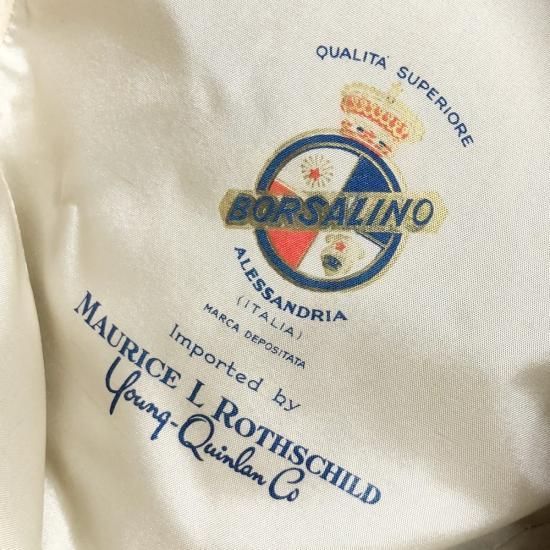 QUALITA' SUPERIORE
BORSALINO
ALESSANDRIA
(ITALIA)
MARCA DEPOSITATA
Imported by
MAURICE L ROTHSCHILD
Young-Quinlan Co